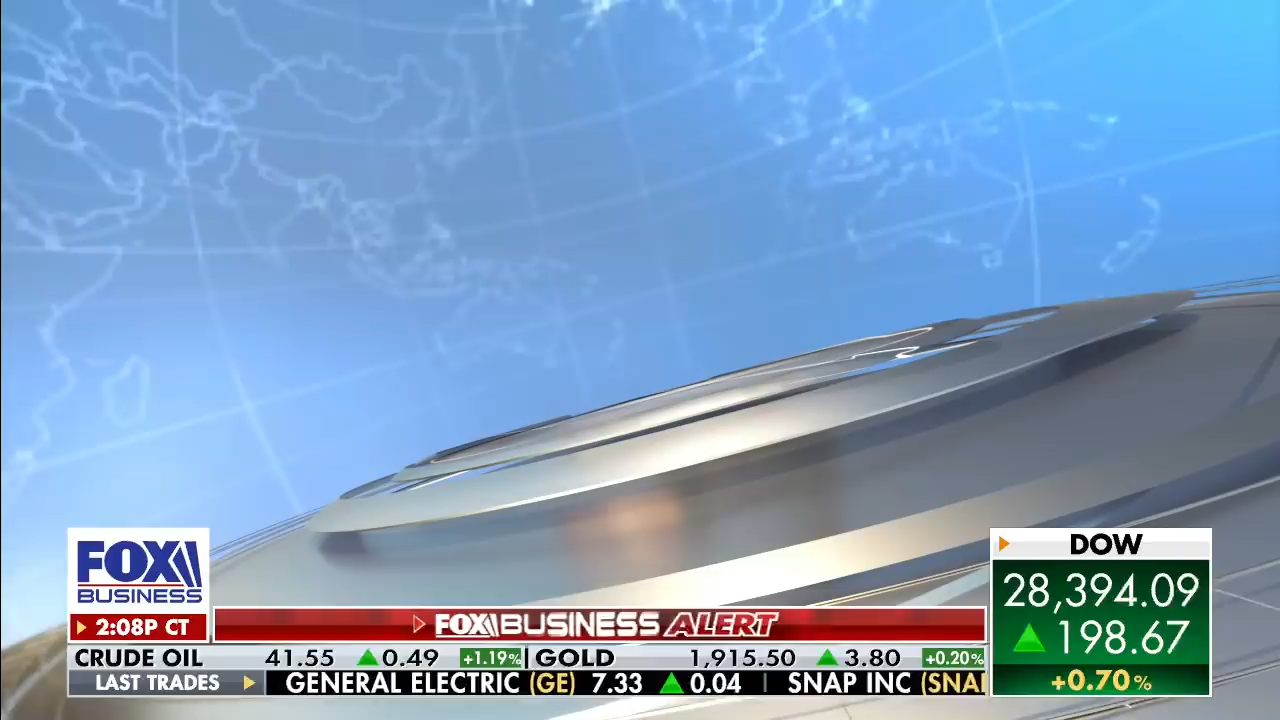 FOX
BUSINESS
2:08P CT
FOX BUSINESS ALERT
DOW
28,394.09
198.67
+0.70%
CRUDE OIL 41.55 0.49 +1.19% GOLD 1,915.50 3.80 +0.20%
LAST TRADES GENERAL ELECTRIC (GE) 7.33 0.04 SNAP INC (SNA